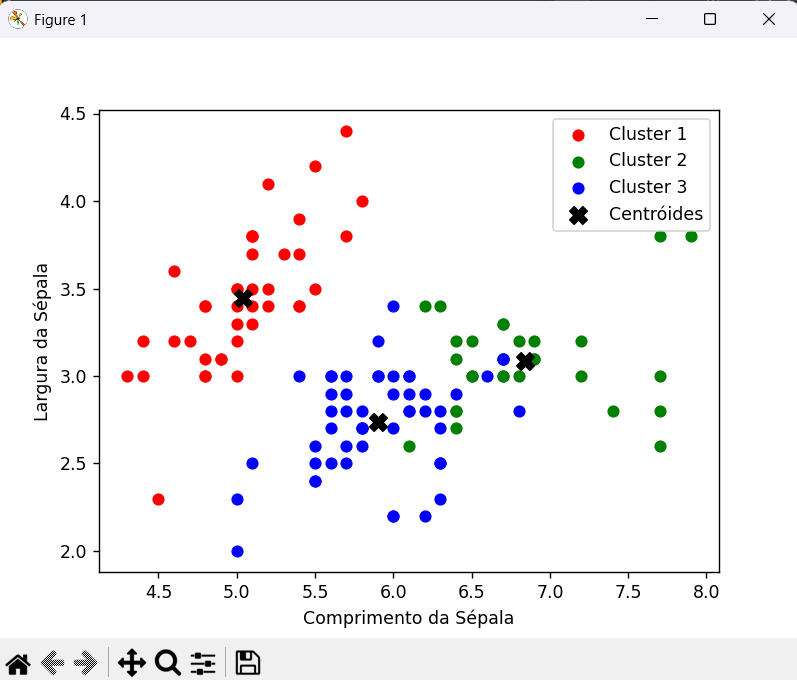 Figure 1
4.5
4.0
3.5
3.0
2.5
2.0
Largura da Sépala
Cluster 1
Cluster 2
Cluster 3
Centróides
4.5 5.0 5.5 6.0 6.5 7.0 7.5 8.0
Comprimento da Sépala